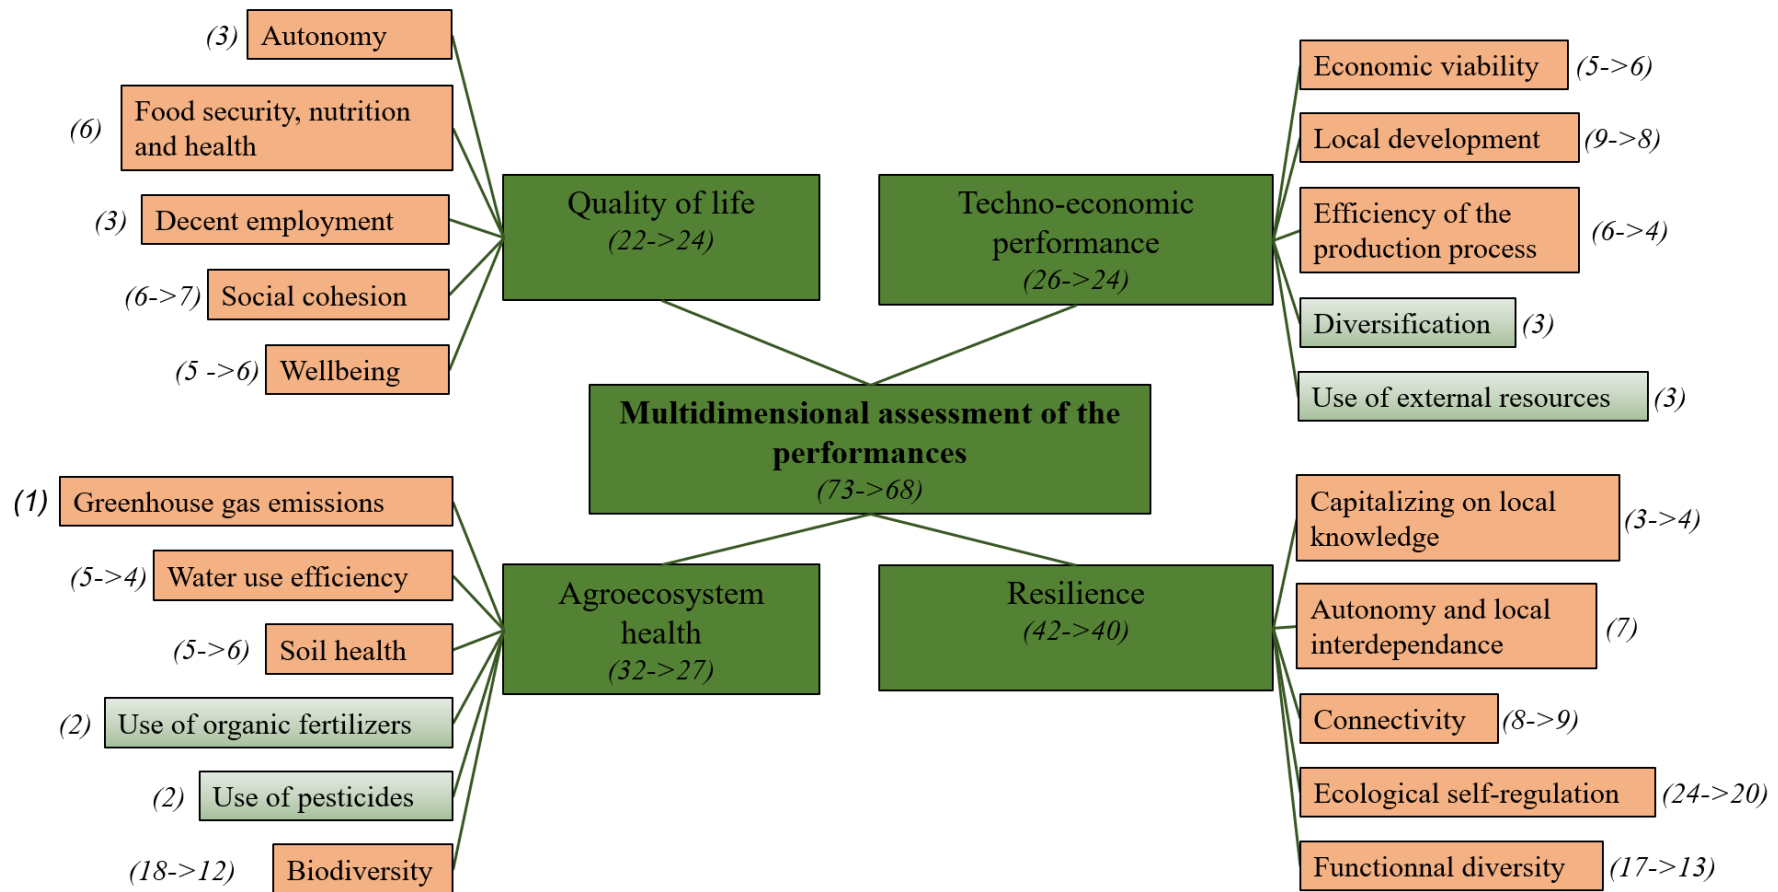 (3) Autonomy
(6) Food security, nutrition
and health
(3) Decent employment
(6->7) Social cohesion
(5 ->6) Wellbeing
Quality of life
(22->24)
Techno-economic
performance
(26->24)
Economic viability (5->6)
Local development (9->8)
Efficiency of the
production process (6->4)
Diversification (3)
Use of external resources (3)
Multidimensional assessment of the
performances
(73->68)
(1) Greenhouse gas emissions
(5->4) Water use efficiency
(5->6) Soil health
(2) Use of organic fertilizers
(2) Use of pesticides
(18->12) Biodiversity
Agroecosystem
health
(32->27)
Resilience
(42->40)
Capitalizing on local
knowledge (3->4)
Autonomy and local
interdependance (7)
Connectivity (8->9)
Ecological self-regulation (24->20)
Functionnal diversity (17->13)